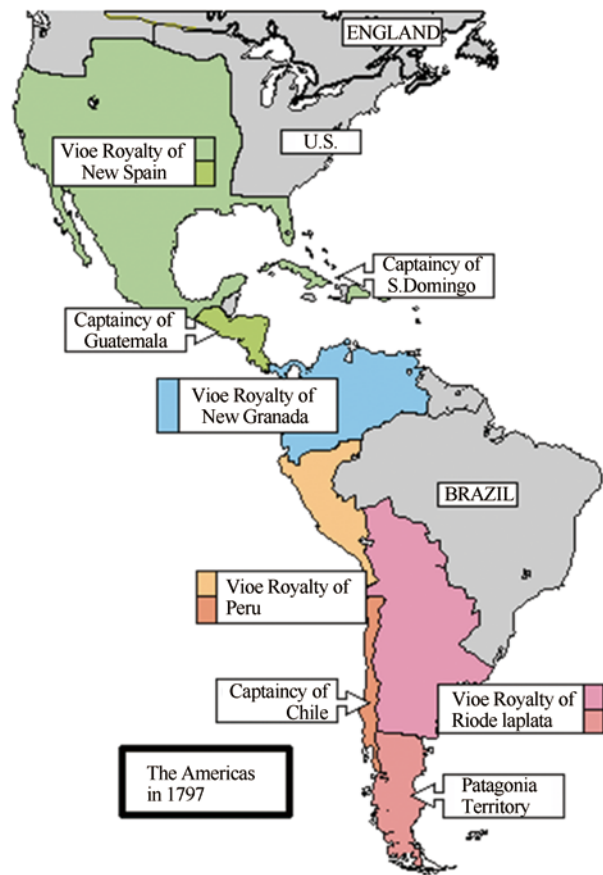 ENGLAND
U.S.
Vioe Royalty of
New Spain
Captaincy of
S.Domingo
Captaincy of
Guatemala
Vioe Royalty of
New Granada
BRAZIL
Vioe Royalty of
Peru
Captaincy of
Chile
Vioe Royalty of
Riode laplata
The Americas
in 1797
Patagonia
Territory